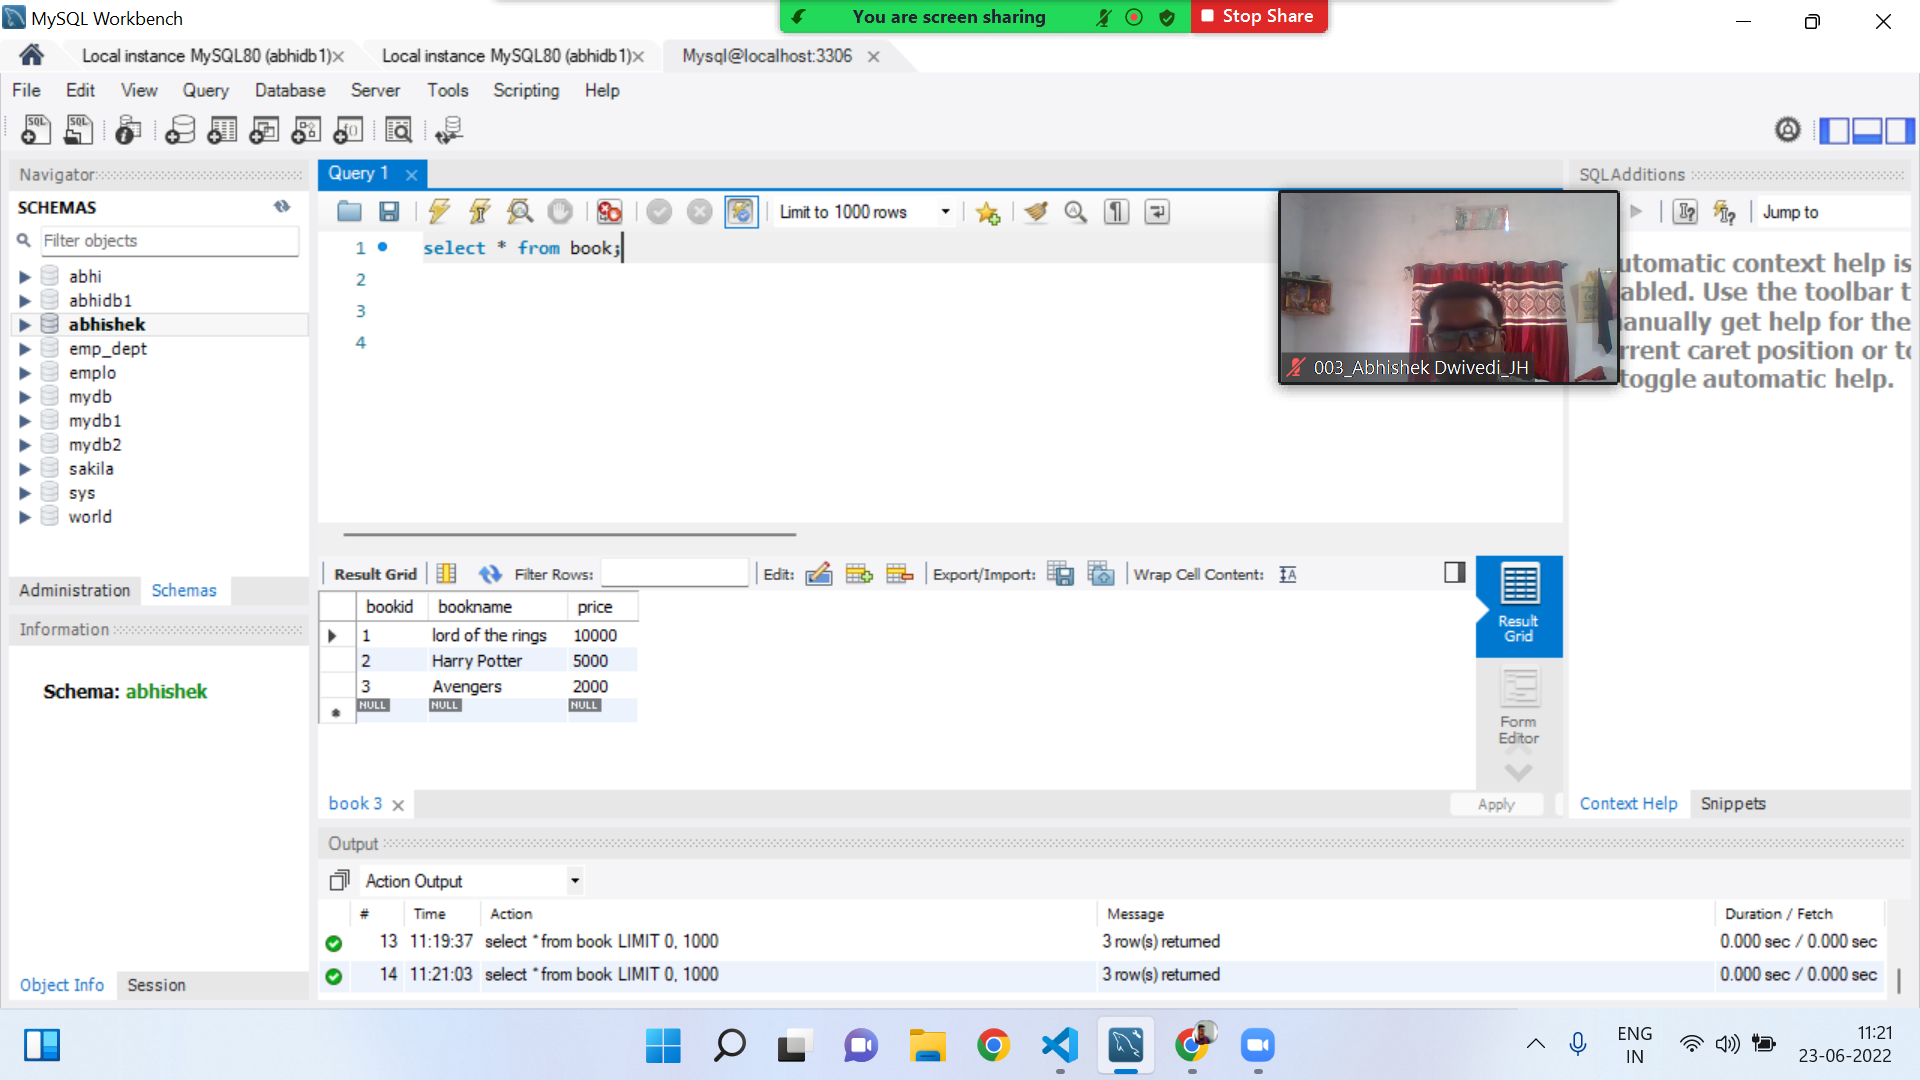 MySQL Workbench
You are screen sharing
Stop Share
Local instance MySQL80 (abhidb1)
Local instance MySQL80 (abhidb1)
Mysql@localhost:3306
File Edit View Query Database Server Tools Scripting Help
Navigator
SCHEMAS
Filter objects
abhi
abhidb1
abhishek
emp_dept
emplo
mydb
mydb1
mydb2
sakila
sys
world
Administration Schemas
Information
Schema: abhishek
Object Info Session
Query 1
Limit to 1000 rows
1 select * from book;
2
3
4
003_Abhishek Dwivedi_JH
SQLAdditions
Jump to
utomatic context help is
abled. Use the toolbar t
anually get help for the
rrent caret position or to
toggle automatic help.
Result Grid Filter Rows: Edit: Export/Import: Wrap Cell Content:
bookid bookname price
1 lord of the rings 10000
2 Harry Potter 5000
3 Avengers 2000
NULL NULL NULL
Result
Grid
Form
Editor
book 3
Apply
Context Help Snippets
Output
Action Output
# Time Action Message Duration / Fetch
13 11:19:37 select * from book LIMIT 0, 1000 3 row(s) returned 0.000 sec / 0.000 sec
14 11:21:03 select * from book LIMIT 0, 1000 3 row(s) returned 0.000 sec / 0.000 sec
ENG
IN
11:21
23-06-2022